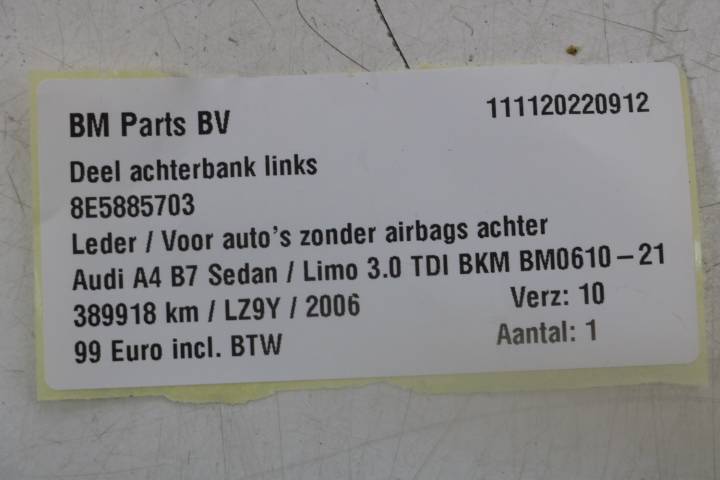 BM Parts BV 111120220912
Deel achterbank links
8E5885703
Leder / Voor auto's zonder airbags achter
Audi A4 B7 Sedan / Limo 3.0 TDI BKM BM0610-21
389918 km / LZ9Y / 2006 Verz: 10
99 Euro incl. BTW Aantal: 1